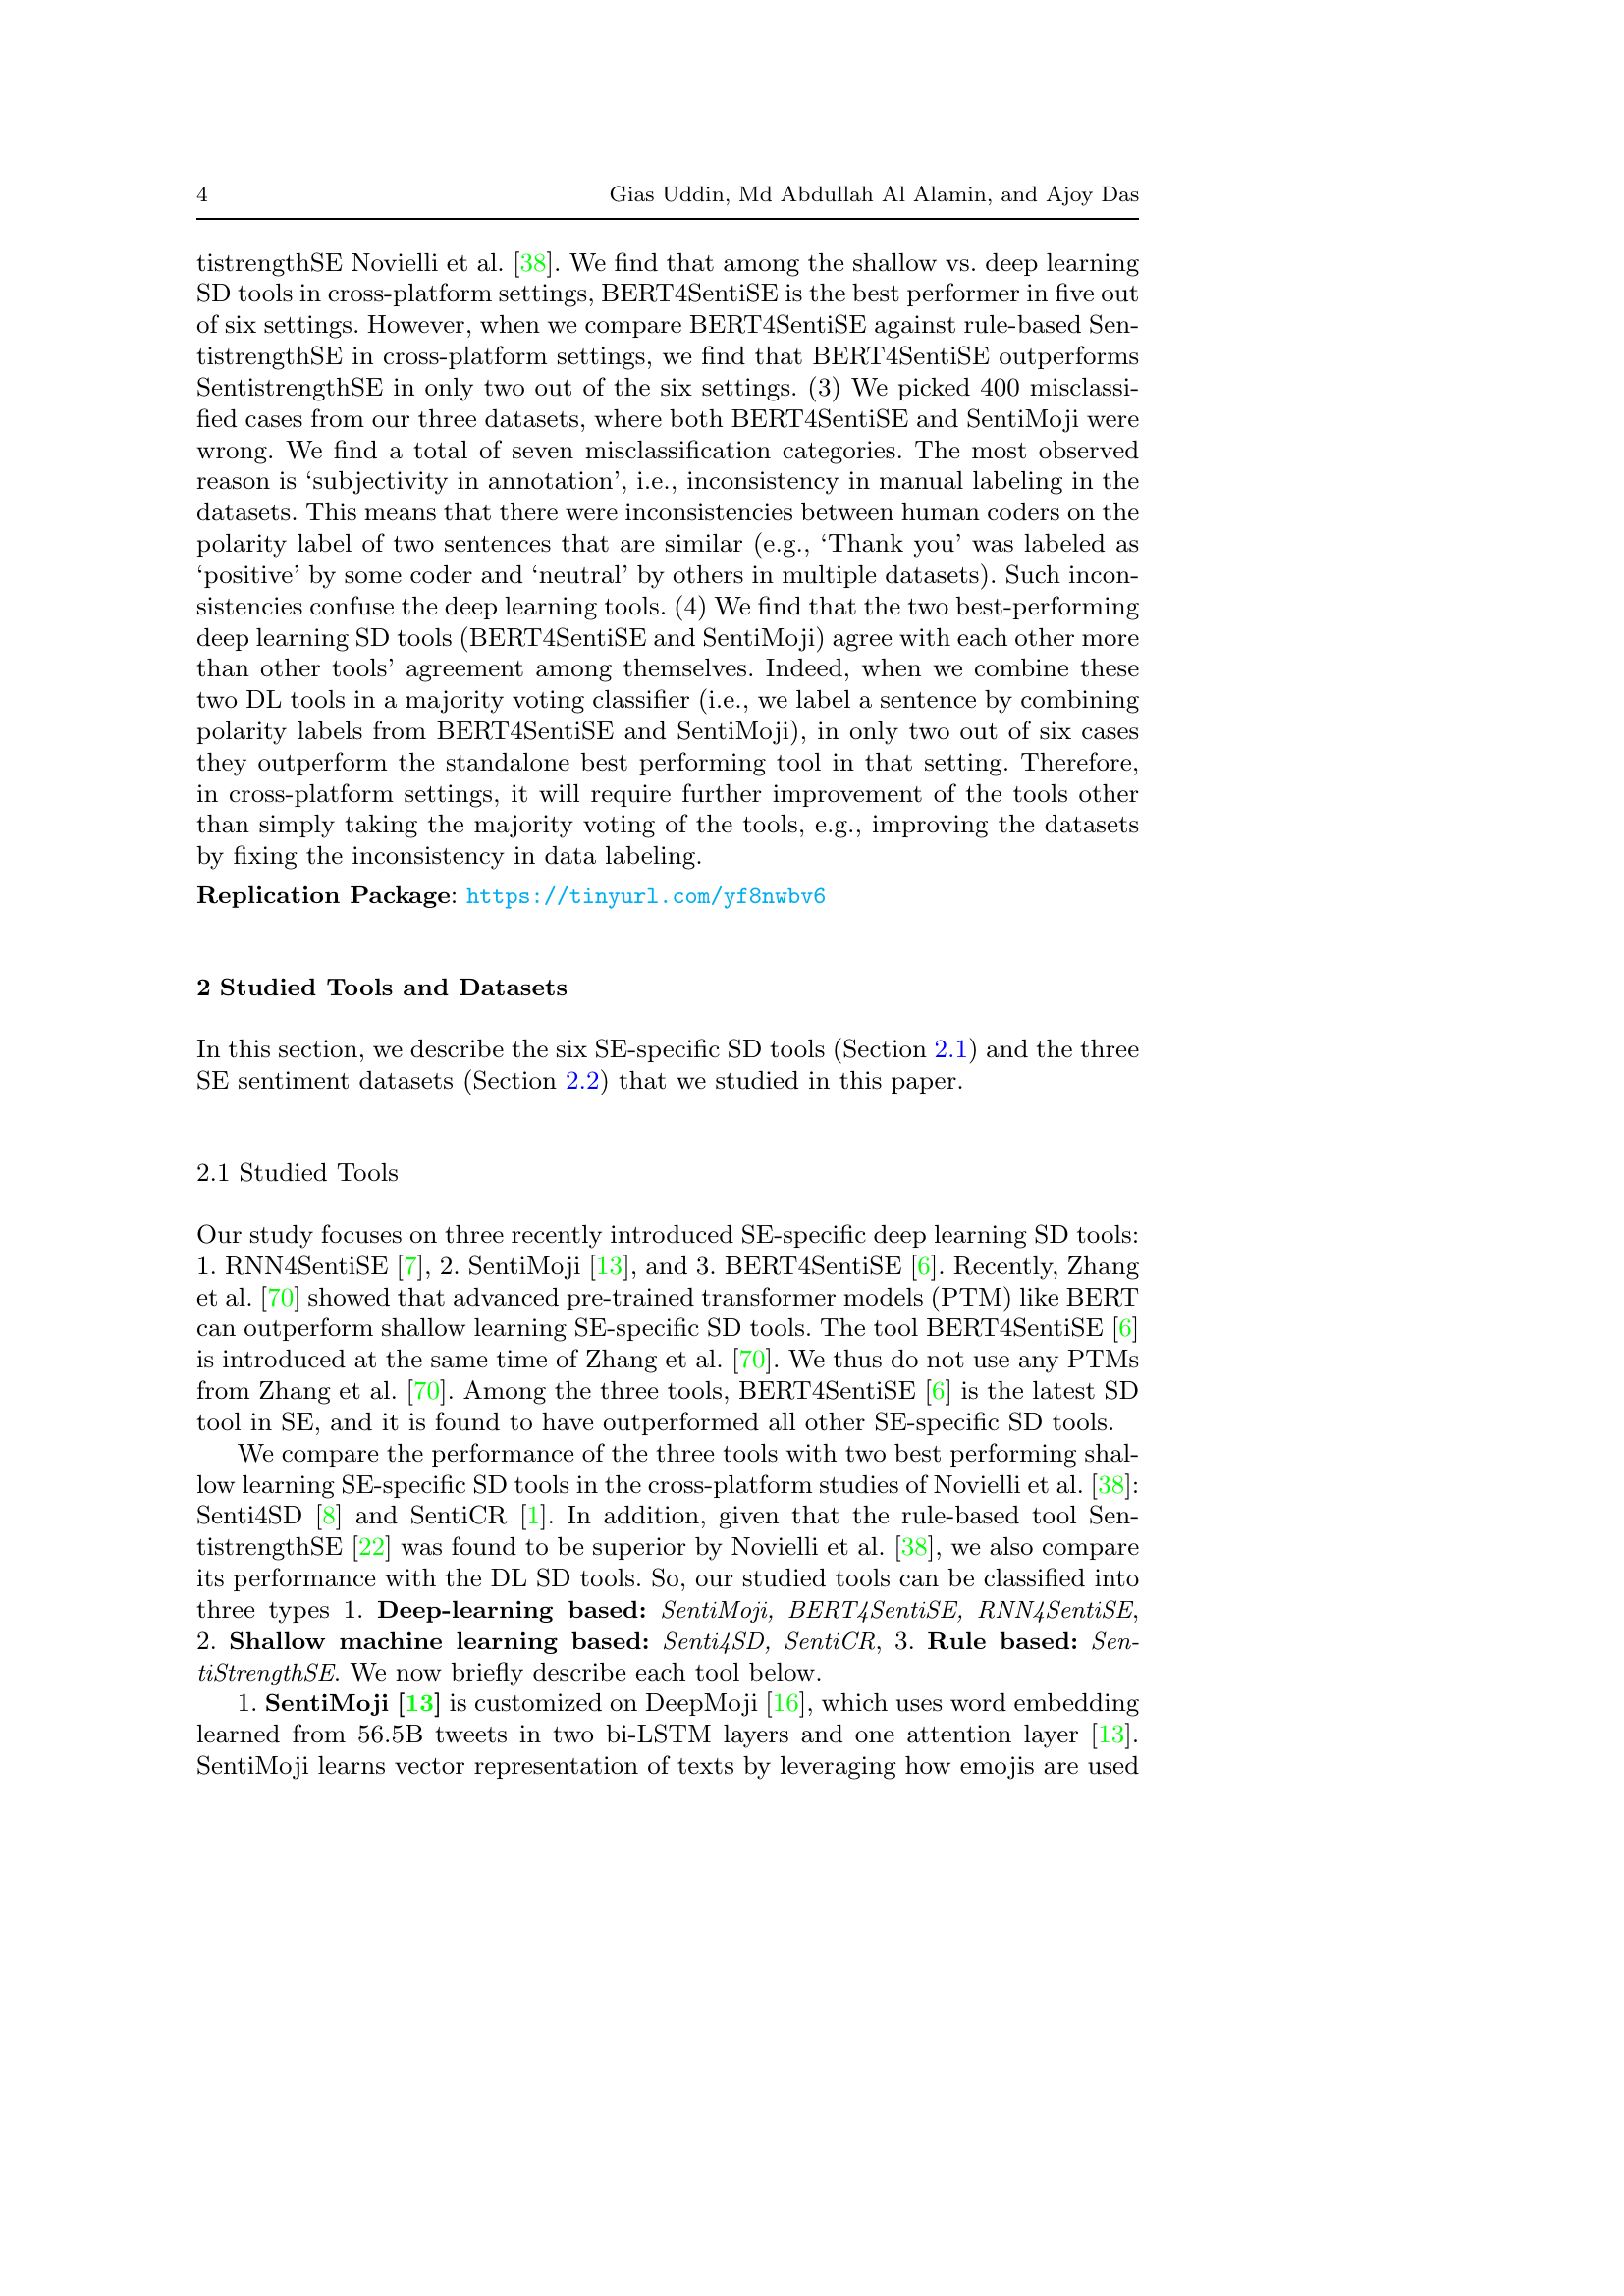 4 Gias Uddin, Md Abdullah Al Alamin, and Ajoy Das
tistrengthSE Novielli et al. [38]. We find that among the shallow vs. deep learning
SD tools in cross-platform settings, BERT4SentiSE is the best performer in five out
of six settings. However, when we compare BERT4SentiSE against rule-based Sen-
tistrengthSE in cross-platform settings, we find that BERT4SentiSE outperforms
SentistrengthSE in only two out of the six settings. (3) We picked 400 misclassi-
fied cases from our three datasets, where both BERT4SentiSE and SentiMoji were
wrong. We find a total of seven misclassification categories. The most observed
reason is ‘subjectivity in annotation’, i.e., inconsistency in manual labeling in the
datasets. This means that there were inconsistencies between human coders on the
polarity label of two sentences that are similar (e.g., ‘Thank you’ was labeled as
‘positive’ by some coder and ‘neutral’ by others in multiple datasets). Such incon-
sistencies confuse the deep learning tools. (4) We find that the two best-performing
deep learning SD tools (BERT4SentiSE and SentiMoji) agree with each other more
than other tools’ agreement among themselves. Indeed, when we combine these
two DL tools in a majority voting classifier (i.e., we label a sentence by combining
polarity labels from BERT4SentiSE and SentiMoji), in only two out of six cases
they outperform the standalone best performing tool in that setting. Therefore,
in cross-platform settings, it will require further improvement of the tools other
than simply taking the majority voting of the tools, e.g., improving the datasets
by fixing the inconsistency in data labeling.
Replication Package: https://tinyurl.com/yf8nwbv6
2 Studied Tools and Datasets
In this section, we describe the six SE-specific SD tools (Section 2.1) and the three
SE sentiment datasets (Section 2.2) that we studied in this paper.
2.1 Studied Tools
Our study focuses on three recently introduced SE-specific deep learning SD tools:
1. RNN4SentiSE [7], 2. SentiMoji [13], and 3. BERT4SentiSE [6]. Recently, Zhang
et al. [70] showed that advanced pre-trained transformer models (PTM) like BERT
can outperform shallow learning SE-specific SD tools. The tool BERT4SentiSE [6]
is introduced at the same time of Zhang et al. [70]. We thus do not use any PTMs
from Zhang et al. [70]. Among the three tools, BERT4SentiSE [6] is the latest SD
tool in SE, and it is found to have outperformed all other SE-specific SD tools.
We compare the performance of the three tools with two best performing shal-
low learning SE-specific SD tools in the cross-platform studies of Novielli et al. [38]:
Senti4SD [8] and SentiCR [1]. In addition, given that the rule-based tool Sen-
tistrengthSE [22] was found to be superior by Novielli et al. [38], we also compare
its performance with the DL SD tools. So, our studied tools can be classified into
three types 1. Deep-learning based: SentiMoji, BERT4SentiSE, RNN4SentiSE,
2. Shallow machine learning based: Senti4SD, SentiCR, 3. Rule based: Sen-
tiStrengthSE. We now briefly describe each tool below.
1. SentiMoji [13] is customized on DeepMoji [16], which uses word embedding
learned from 56.5B tweets in two bi-LSTM layers and one attention layer [13].
SentiMoji learns vector representation of texts by leveraging how emojis are used